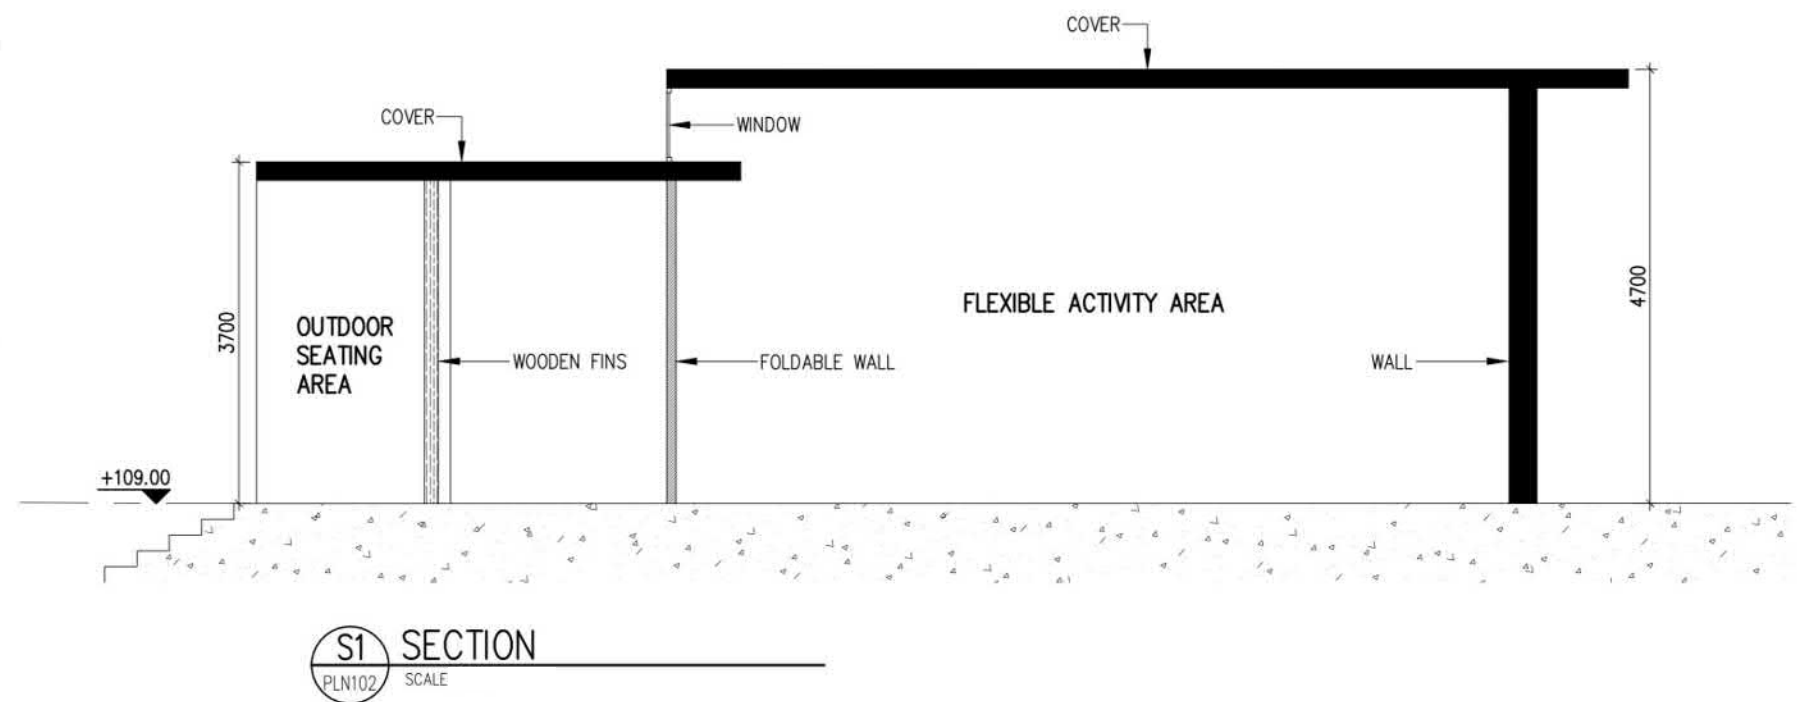 COVER
COVER
WINDOW
3700
4700
OUTDOOR
SEATING
AREA
FLEXIBLE ACTIVITY AREA
WOODEN FINS
FOLDABLE WALL
WALL
+109.00
S1
SECTION
PLN102
SCALE